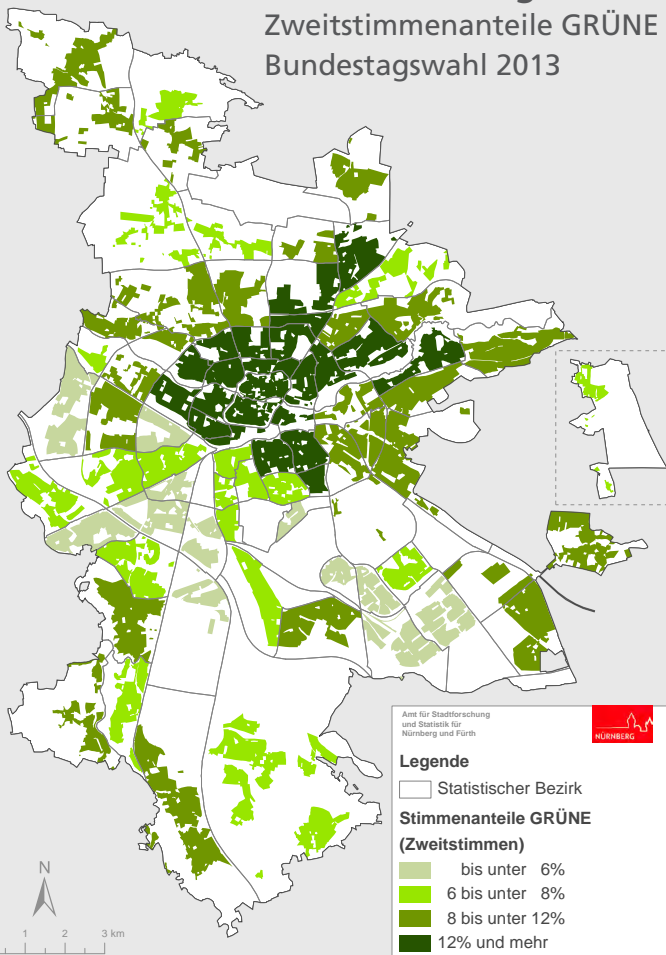 Zweitstimmenanteile GRÜNE
Bundestagswahl 2013
Amt für Stadtforschung
und Statistik für
Nürnberg und Fürth
NÜRNBERG
Legende
Statistischer Bezirk
Stimmenanteile GRÜNE
(Zweitstimmen)
bis unter 6%
6 bis unter 8%
8 bis unter 12%
12% und mehr
N
1 2 3 km